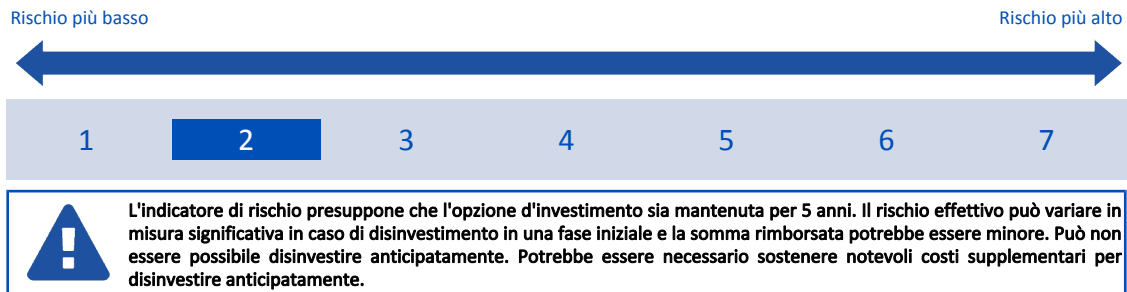 Rischio più basso Rischio più alto
1 2 3 4 5 6 7
L'indicatore di rischio presuppone che l'opzione d'investimento sia mantenuta per 5 anni. Il rischio effettivo può variare in
misura significativa in caso di disinvestimento in una fase iniziale e la somma rimborsata potrebbe essere minore. Può non
essere possibile disinvestire anticipatamente. Potrebbe essere necessario sostenere notevoli costi supplementari per
disinvestire anticipatamente.